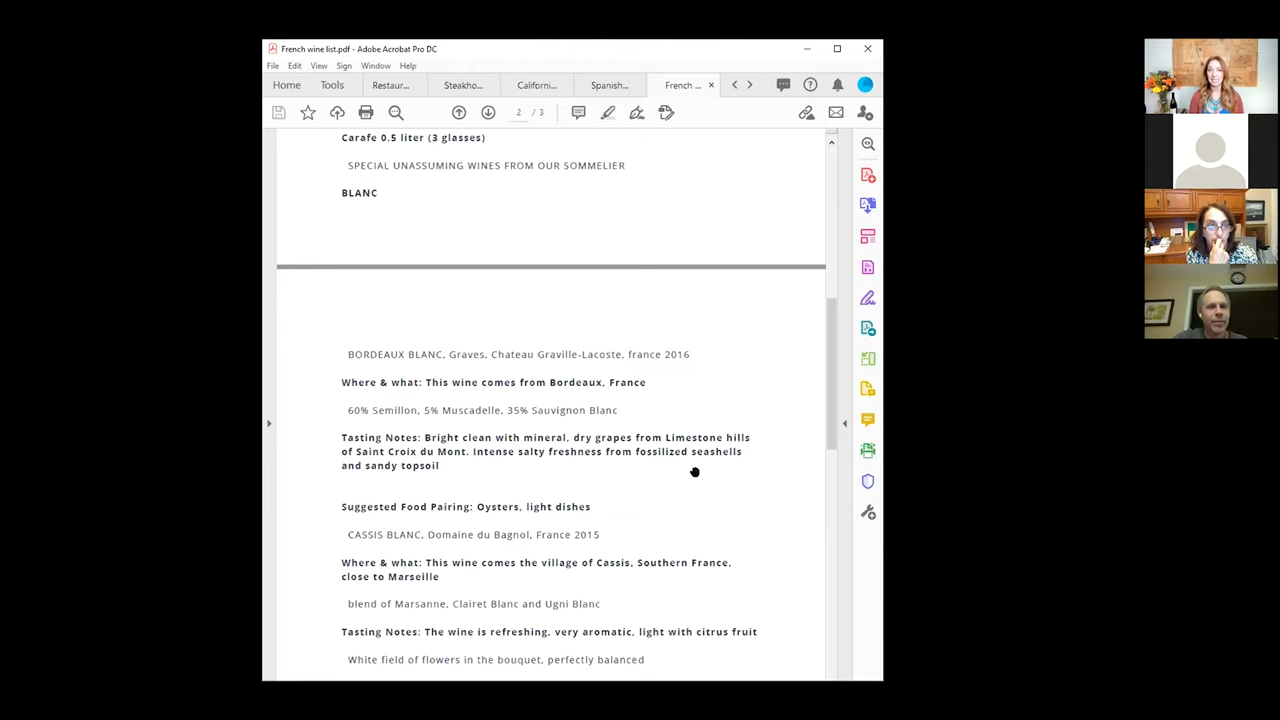 French wine list.pdf - Adobe Acrobat Pro DC
File Edit View Sign Window Help
Home Tools Restaur... Steakho... Californi... Spanish... French ...
2 / 3
Carafe 0.5 liter (3 glasses)
SPECIAL UNASSUMING WINES FROM OUR SOMMELIER
BLANC
BORDEAUX BLANC, Graves, Chateau Graville-Lacoste, france 2016
Where & what: This wine comes from Bordeaux, France
60% Semillon, 5% Muscadelle, 35% Sauvignon Blanc
Tasting Notes: Bright clean with mineral, dry grapes from Limestone hills
of Saint Croix du Mont. Intense salty freshness from fossilized seashells
and sandy topsoil
Suggested Food Pairing: Oysters, light dishes
CASSIS BLANC, Domaine du Bagnol, France 2015
Where & what: This wine comes the village of Cassis, Southern France,
close to Marseille
blend of Marsanne, Clairet Blanc and Ugni Blanc
Tasting Notes: The wine is refreshing, very aromatic, light with citrus fruit
White field of flowers in the bouquet, perfectly balanced